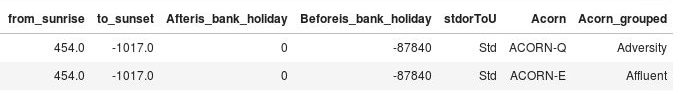 from_sunrise to_sunset Afteris_bank_holiday Beforeis_bank_holiday stdorToU Acorn Acorn_grouped
454.0 -1017.0 0 -87840 Std ACORN-Q Adversity
454.0 -1017.0 0 -87840 Std ACORN-E Affluent